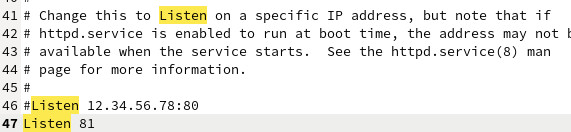 41 # Change this to Listen on a specific IP address, but note that if
42 # httpd.service is enabled to run at boot time, the address may not b
43 # available when the service starts.  See the httpd.service(8) man
44 # page for more information.
45 #
46 #Listen 12.34.56.78:80
47 Listen 81